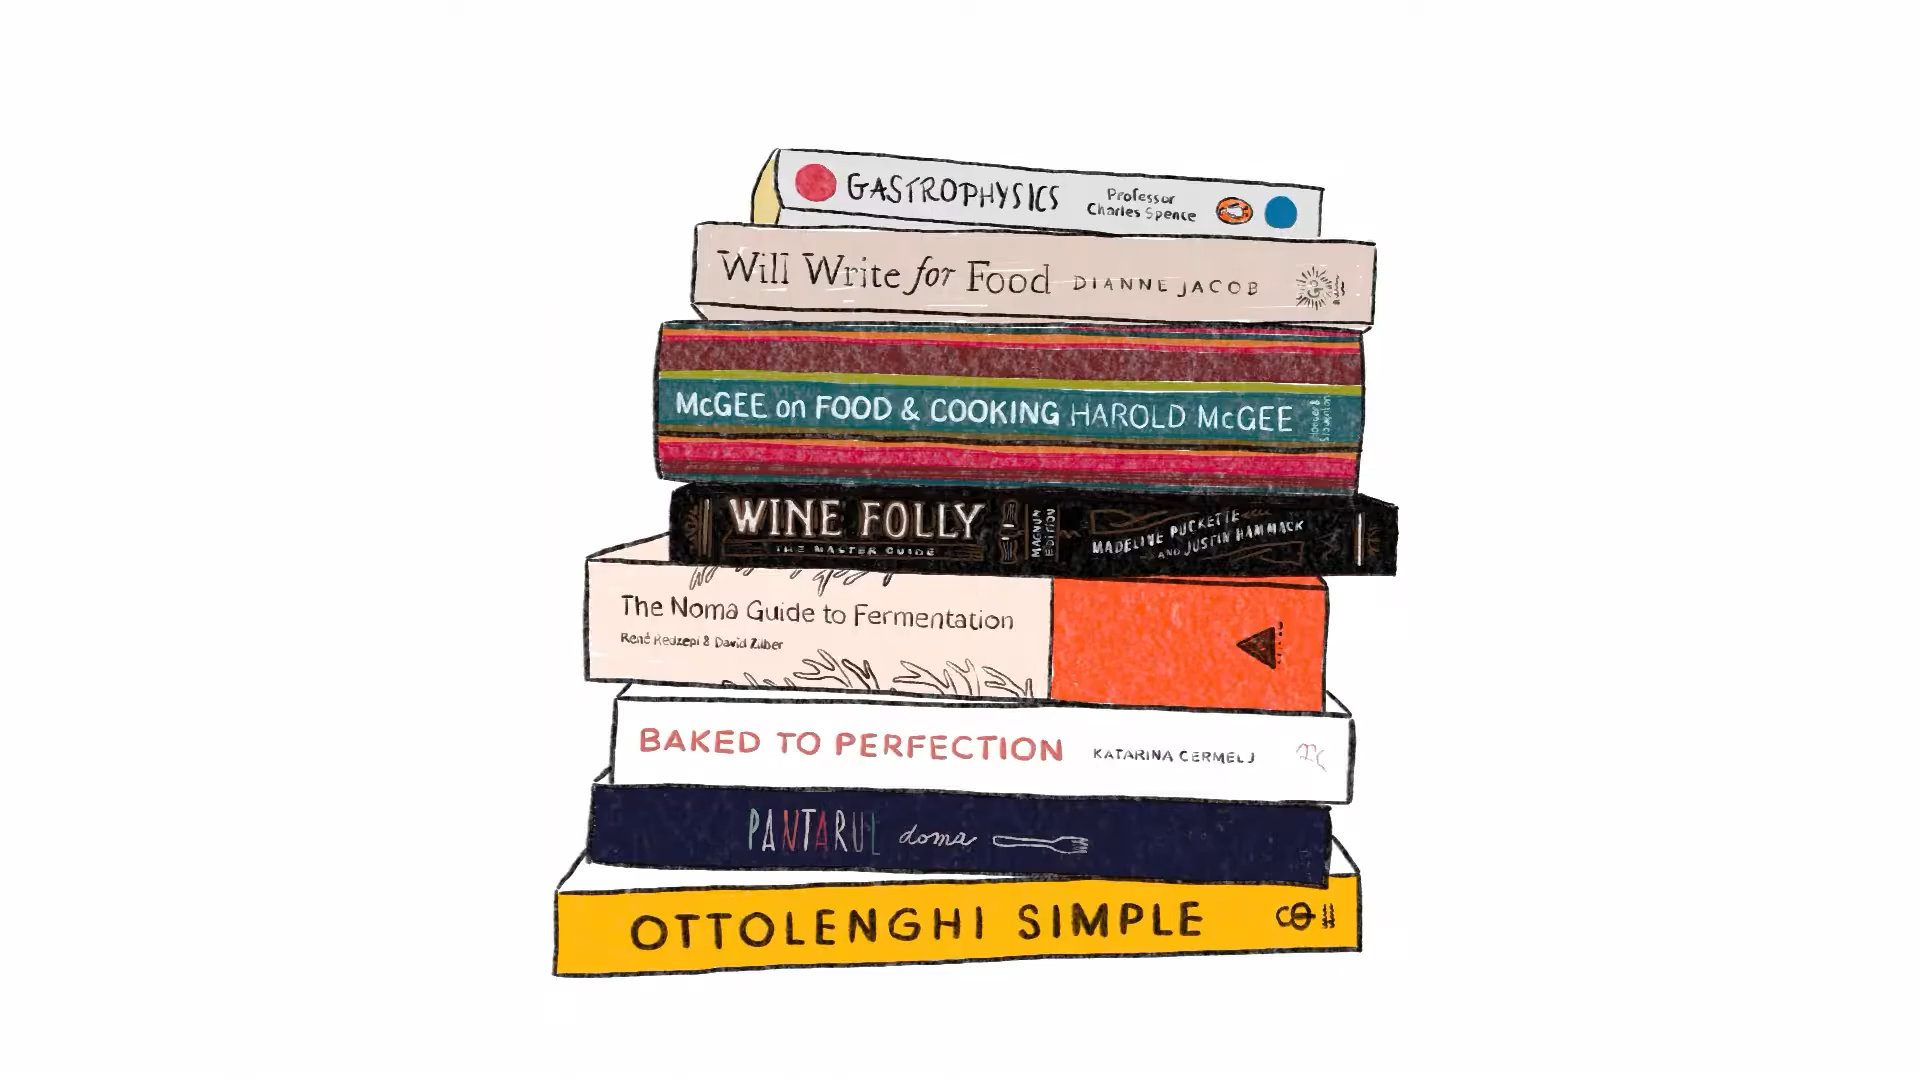 GASTROPHYSICS
Professor
Charles Spence
Will Write for Food DIANNE JACOB
McGEE on FOOD & COOKING HAROLD McGEE
WINE FOLLY
THE MASTER GUIDE
MAGNUM
EDITION
MADELINE PUCKETTE
AND JUSTIN HAMMACK
The Noma Guide to Fermentation
René Redzepi & David Zilber
BAKED TO PERFECTION KATARINA CERMELJ
PANTARUL doma
OTTOLENGHI SIMPLE